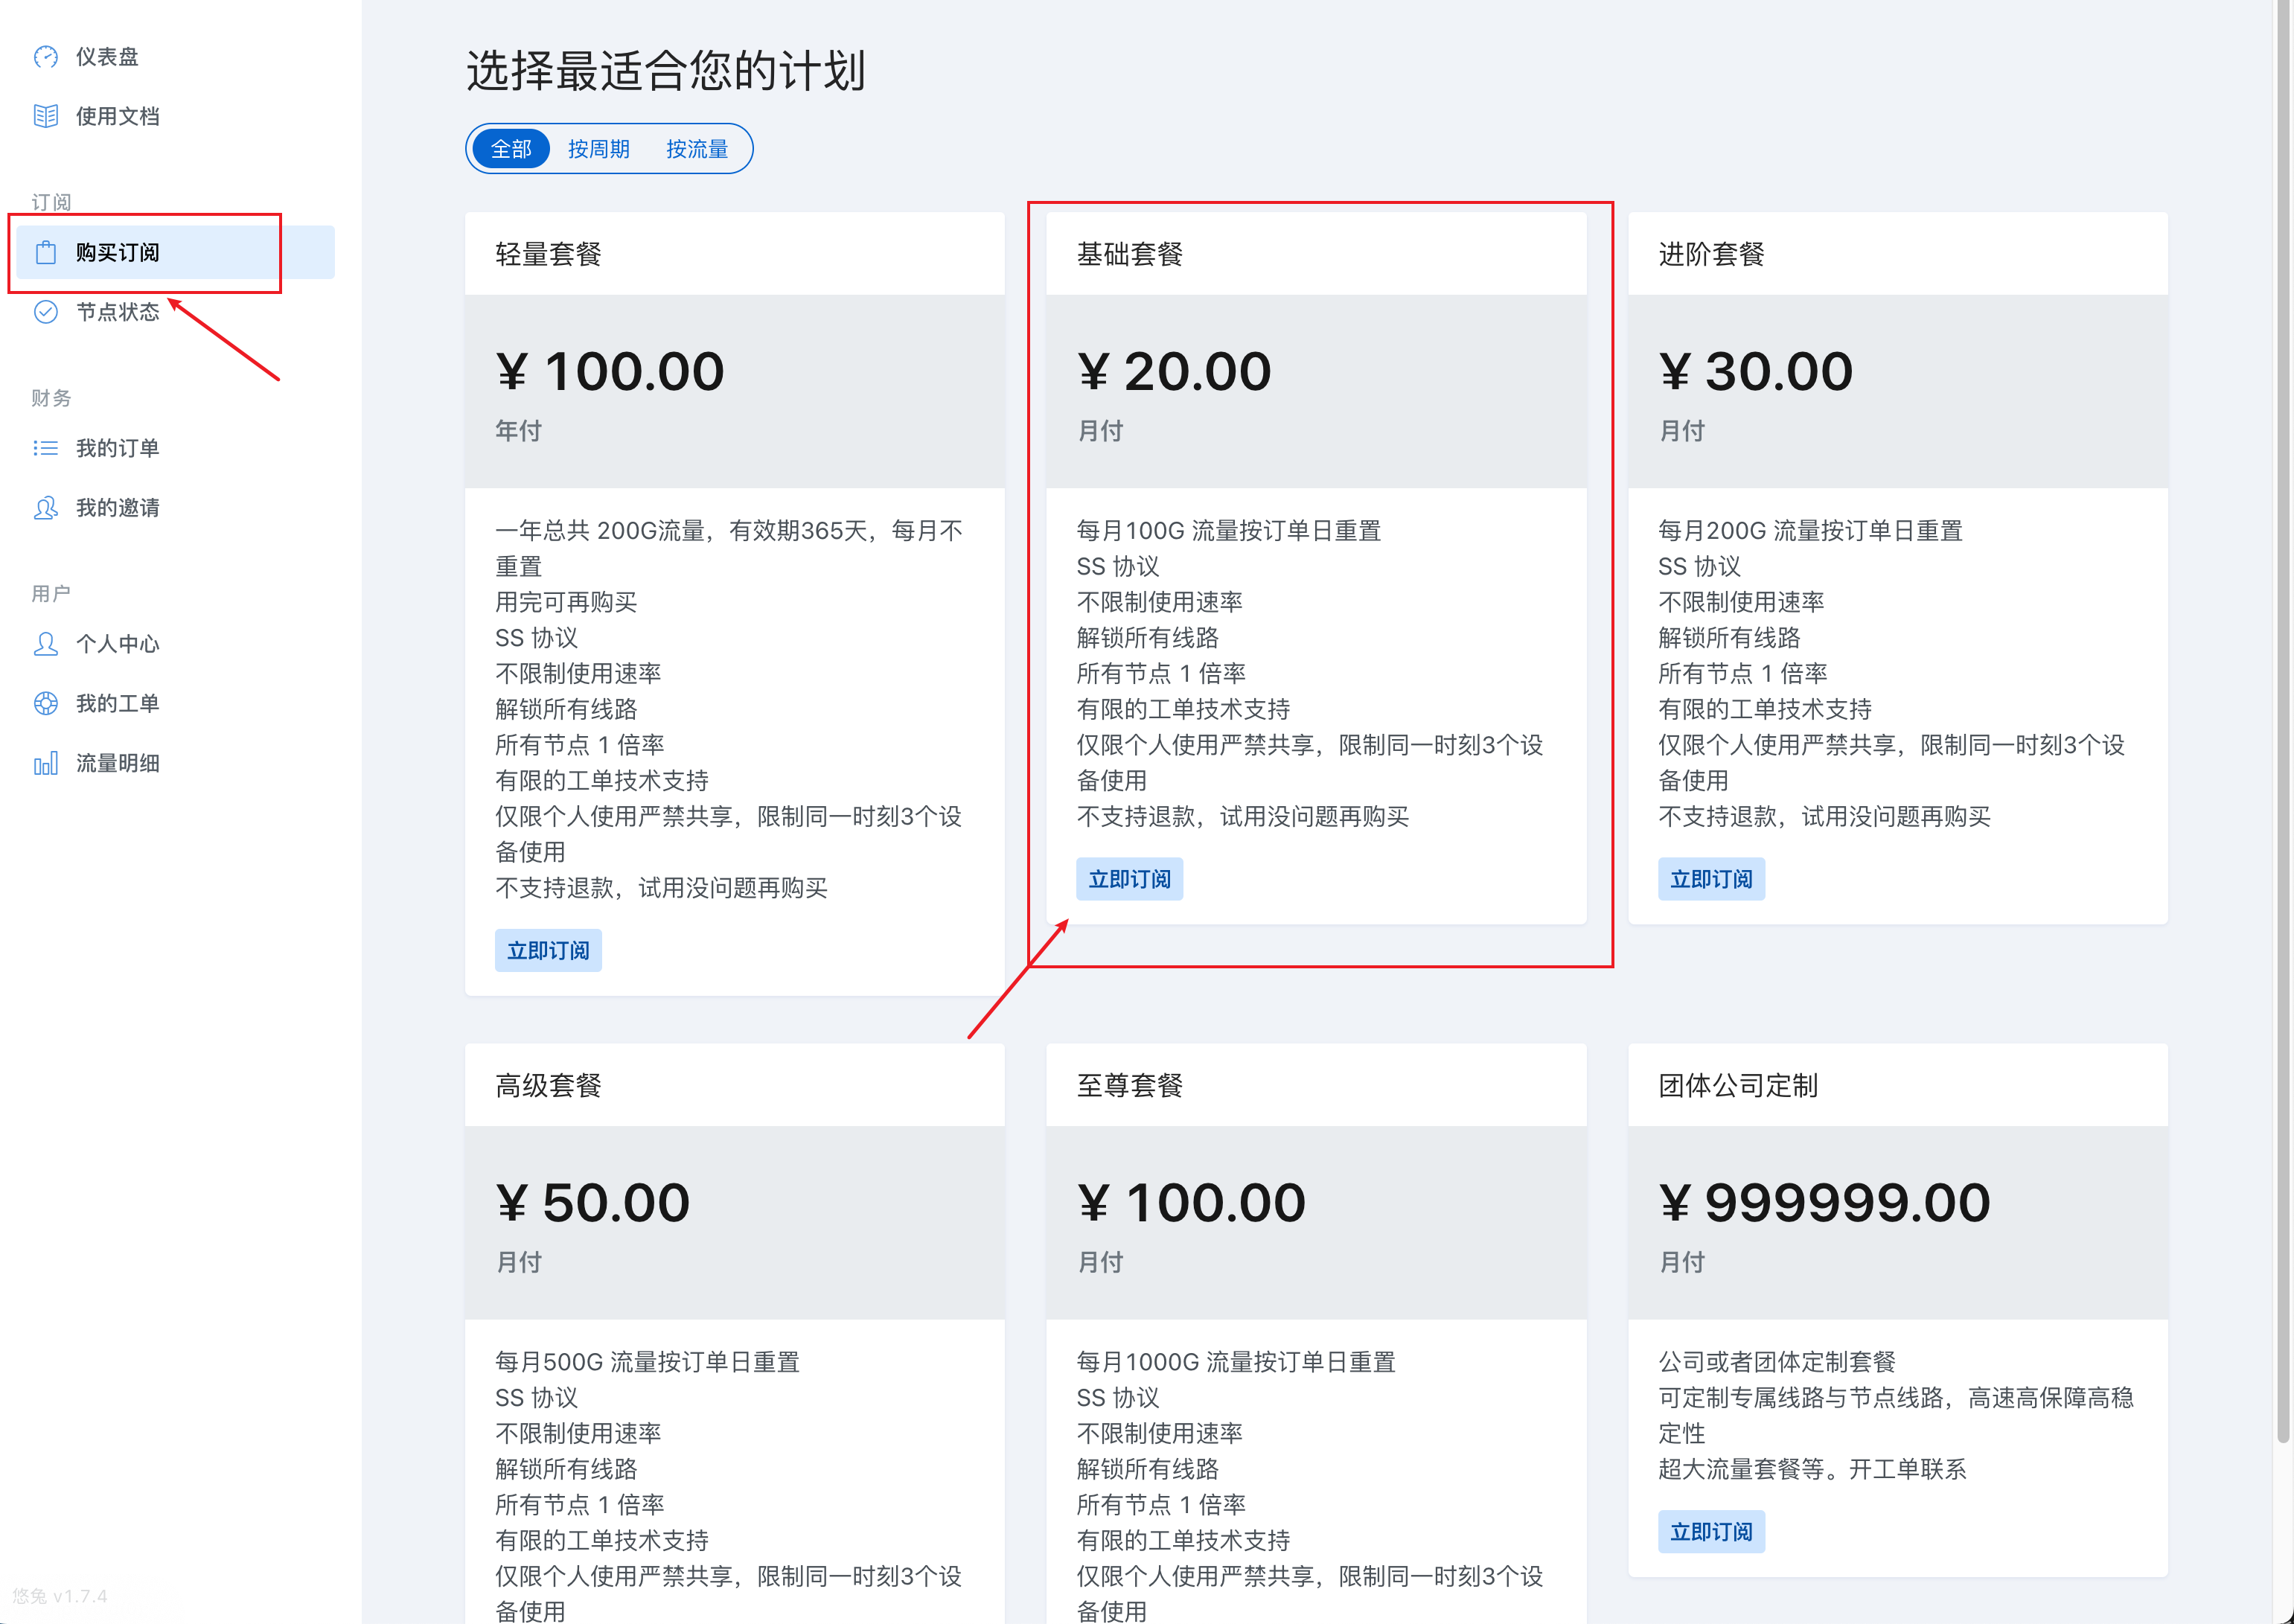 仪表盘
使用文档
订阅
购买订阅
节点状态
财务
我的订单
我的邀请
用户
个人中心
我的工单
流量明细
悠兔 v1.7.4
选择最适合您的计划
全部 按周期 按流量
轻量套餐
¥ 100.00
年付
一年总共 200G流量，有效期365天，每月不
重置
用完可再购买
SS 协议
不限制使用速率
解锁所有线路
所有节点 1 倍率
有限的工单技术支持
仅限个人使用严禁共享，限制同一时刻3个设
备使用
不支持退款，试用没问题再购买
立即订阅
基础套餐
¥ 20.00
月付
每月100G 流量按订单日重置
SS 协议
不限制使用速率
解锁所有线路
所有节点 1 倍率
有限的工单技术支持
仅限个人使用严禁共享，限制同一时刻3个设
备使用
不支持退款，试用没问题再购买
立即订阅
进阶套餐
¥ 30.00
月付
每月200G 流量按订单日重置
SS 协议
不限制使用速率
解锁所有线路
所有节点 1 倍率
有限的工单技术支持
仅限个人使用严禁共享，限制同一时刻3个设
备使用
不支持退款，试用没问题再购买
立即订阅
高级套餐
¥ 50.00
月付
每月500G 流量按订单日重置
SS 协议
不限制使用速率
解锁所有线路
所有节点 1 倍率
有限的工单技术支持
仅限个人使用严禁共享，限制同一时刻3个设
备使用
至尊套餐
¥ 100.00
月付
每月1000G 流量按订单日重置
SS 协议
不限制使用速率
解锁所有线路
所有节点 1 倍率
有限的工单技术支持
仅限个人使用严禁共享，限制同一时刻3个设
备使用
团体公司定制
¥ 999999.00
月付
公司或者团体定制套餐
可定制专属线路与节点线路，高速高保障高稳
定性
超大流量套餐等。开工单联系
立即订阅